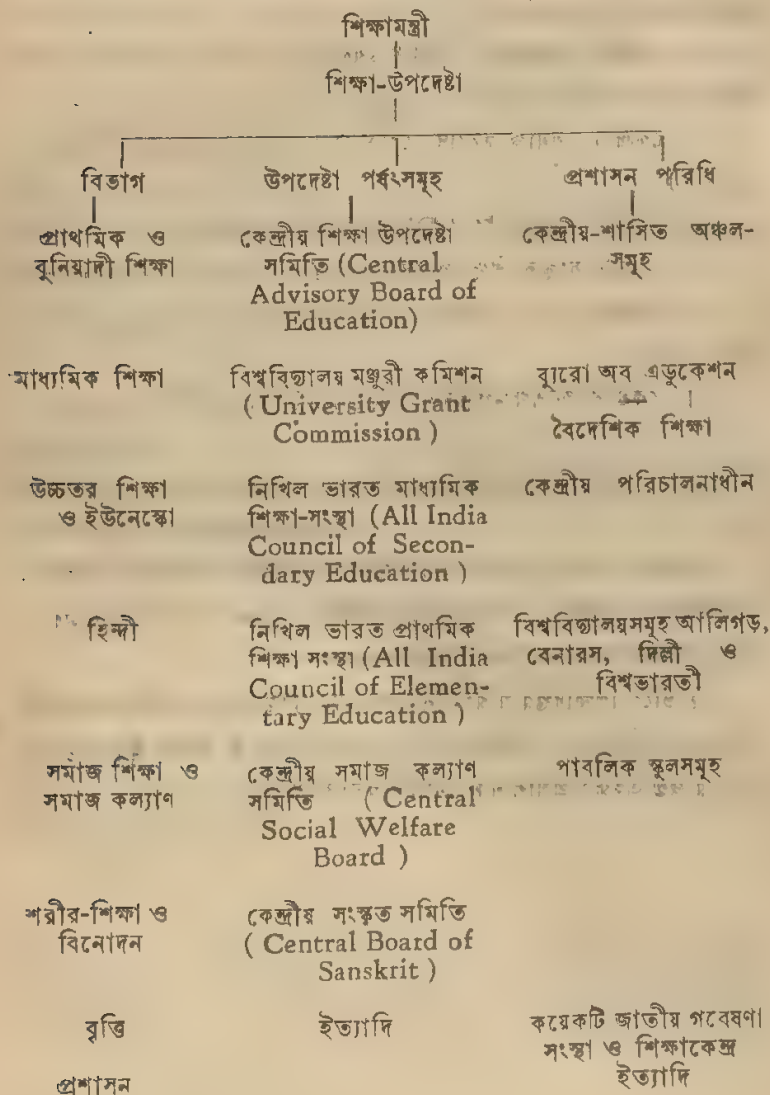 শিক্ষামন্ত্রী
শিক্ষা-উপদেষ্টা
বিভাগ উপদেষ্টা পর্ষৎসমূহ প্রশাসন পরিধি
প্রাথমিক ও কেন্দ্রীয় শিক্ষা উপদেষ্টা কেন্দ্রীয়-শাসিত অঞ্চল-
বুনিয়াদী শিক্ষা সমিতি (Central সমূহ
Advisory Board of
Education)
মাধ্যমিক শিক্ষা বিশ্ববিদ্যালয় মঞ্জুরী কমিশন ব্যুরো অব এডুকেশন
( University Grant
Commission ) বৈদেশিক শিক্ষা
উচ্চতর শিক্ষা নিখিল ভারত মাধ্যমিক কেন্দ্রীয় পরিচালনাধীন
ও ইউনেস্কো শিক্ষা-সংস্থা (All India
Council of Secon-
dary Education )
হিন্দী নিখিল ভারত প্রাথমিক বিশ্ববিদ্যালয়সমূহ আলিগড়,
শিক্ষা সংস্থা (All India বেনারস, দিল্লী ও
Council of Elemen- বিশ্বভারতী
tary Education )
সমাজ শিক্ষা ও কেন্দ্রীয় সমাজ কল্যাণ পাবলিক স্কুলসমূহ
সমাজ কল্যাণ সমিতি ( Central
Social Welfare
Board )
শরীর-শিক্ষা ও কেন্দ্রীয় সংস্কৃত সমিতি
বিনোদন ( Central Board of
Sanskrit )
বৃত্তি ইত্যাদি কয়েকটি জাতীয় গবেষণা
সংস্থা ও শিক্ষাকেন্দ্র
প্রশাসন ইত্যাদি